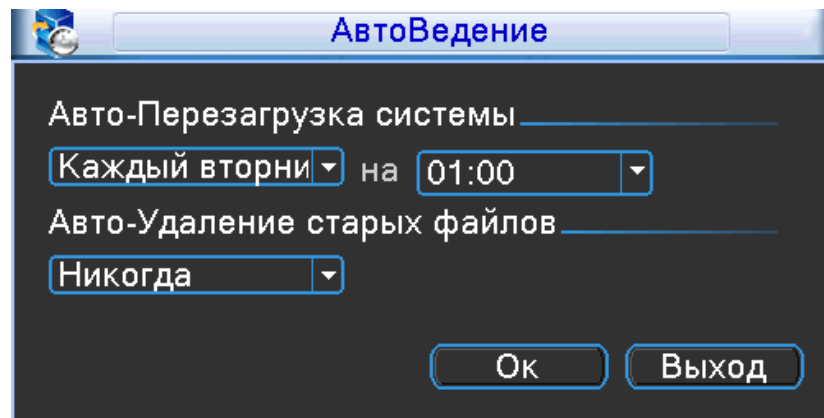 АвтоВедение
Авто-Перезагрузка системы
Каждый вторни на 01:00
Авто-Удаление старых файлов
Никогда
Ок Выход